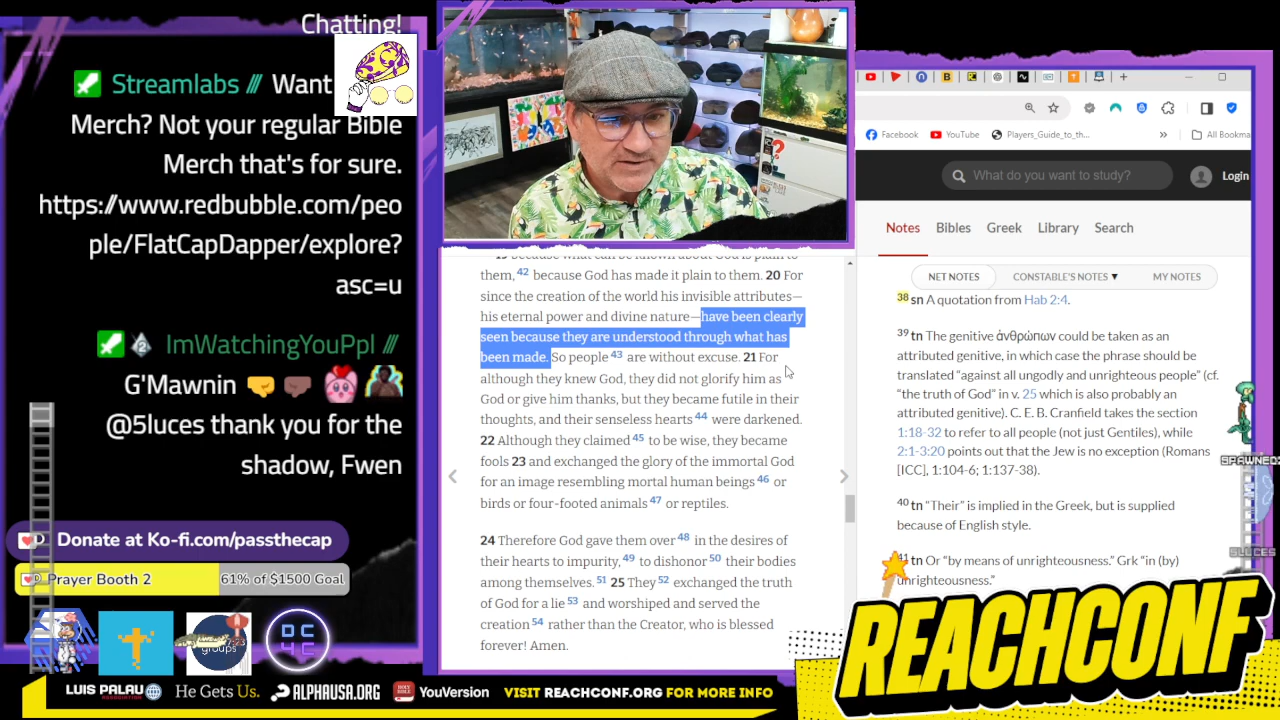 Chatting!
Streamlabs /// Want
Merch? Not your regular Bible
Merch that's for sure.
https://www.redbubble.com/peo
ple/FlatCapDapper/explore?
asc=u
ImWatchingYouPpl ///
G'Mawnin
@5luces thank you for the
shadow, Fwen
Donate at Ko-fi.com/passthecap
Prayer Booth 2
61% of $1500 Goal
groups
DC
4C
them, 42 because God has made it plain to them. 20 For
since the creation of the world his invisible attributes—
his eternal power and divine nature—have been clearly
seen because they are understood through what has
been made. So people 43 are without excuse. 21 For
although they knew God, they did not glorify him as
God or give him thanks, but they became futile in their
thoughts, and their senseless hearts 44 were darkened.
22 Although they claimed 45 to be wise, they became
fools 23 and exchanged the glory of the immortal God
for an image resembling mortal human beings 46 or
birds or four-footed animals 47 or reptiles.
24 Therefore God gave them over 48 in the desires of
their hearts to impurity, 49 to dishonor 50 their bodies
among themselves. 51 25 They 52 exchanged the truth
of God for a lie 53 and worshiped and served the
creation 54 rather than the Creator, who is blessed
forever! Amen.
Facebook
YouTube
Players_Guide_to_th...
»
All Bookma
What do you want to study?
Login
Notes
Bibles
Greek
Library
Search
NET NOTES
CONSTABLE'S NOTES ▼
MY NOTES
38 sn A quotation from Hab 2:4.
39 tn The genitive ἀνθρώπων could be taken as an
attributed genitive, in which case the phrase should be
translated “against all ungodly and unrighteous people” (cf.
“the truth of God” in v. 25 which is also probably an
attributed genitive). C. E. B. Cranfield takes the section
1:18-32 to refer to all people (not just Gentiles), while
2:1-3:20 points out that the Jew is no exception (Romans
[ICC], 1:104-6; 1:137-38).
40 tn “Their” is implied in the Greek, but is supplied
because of English style.
41 tn Or “by means of unrighteousness.” Grk “in (by)
unrighteousness.”
SPAWNED
5LUCES
REACHCONF
LUIS PALAU
ASSOCIATION
He Gets Us.
ALPHAUSA.ORG
HOLY BIBLE
YouVersion
VISIT REACHCONF.ORG FOR MORE INFO